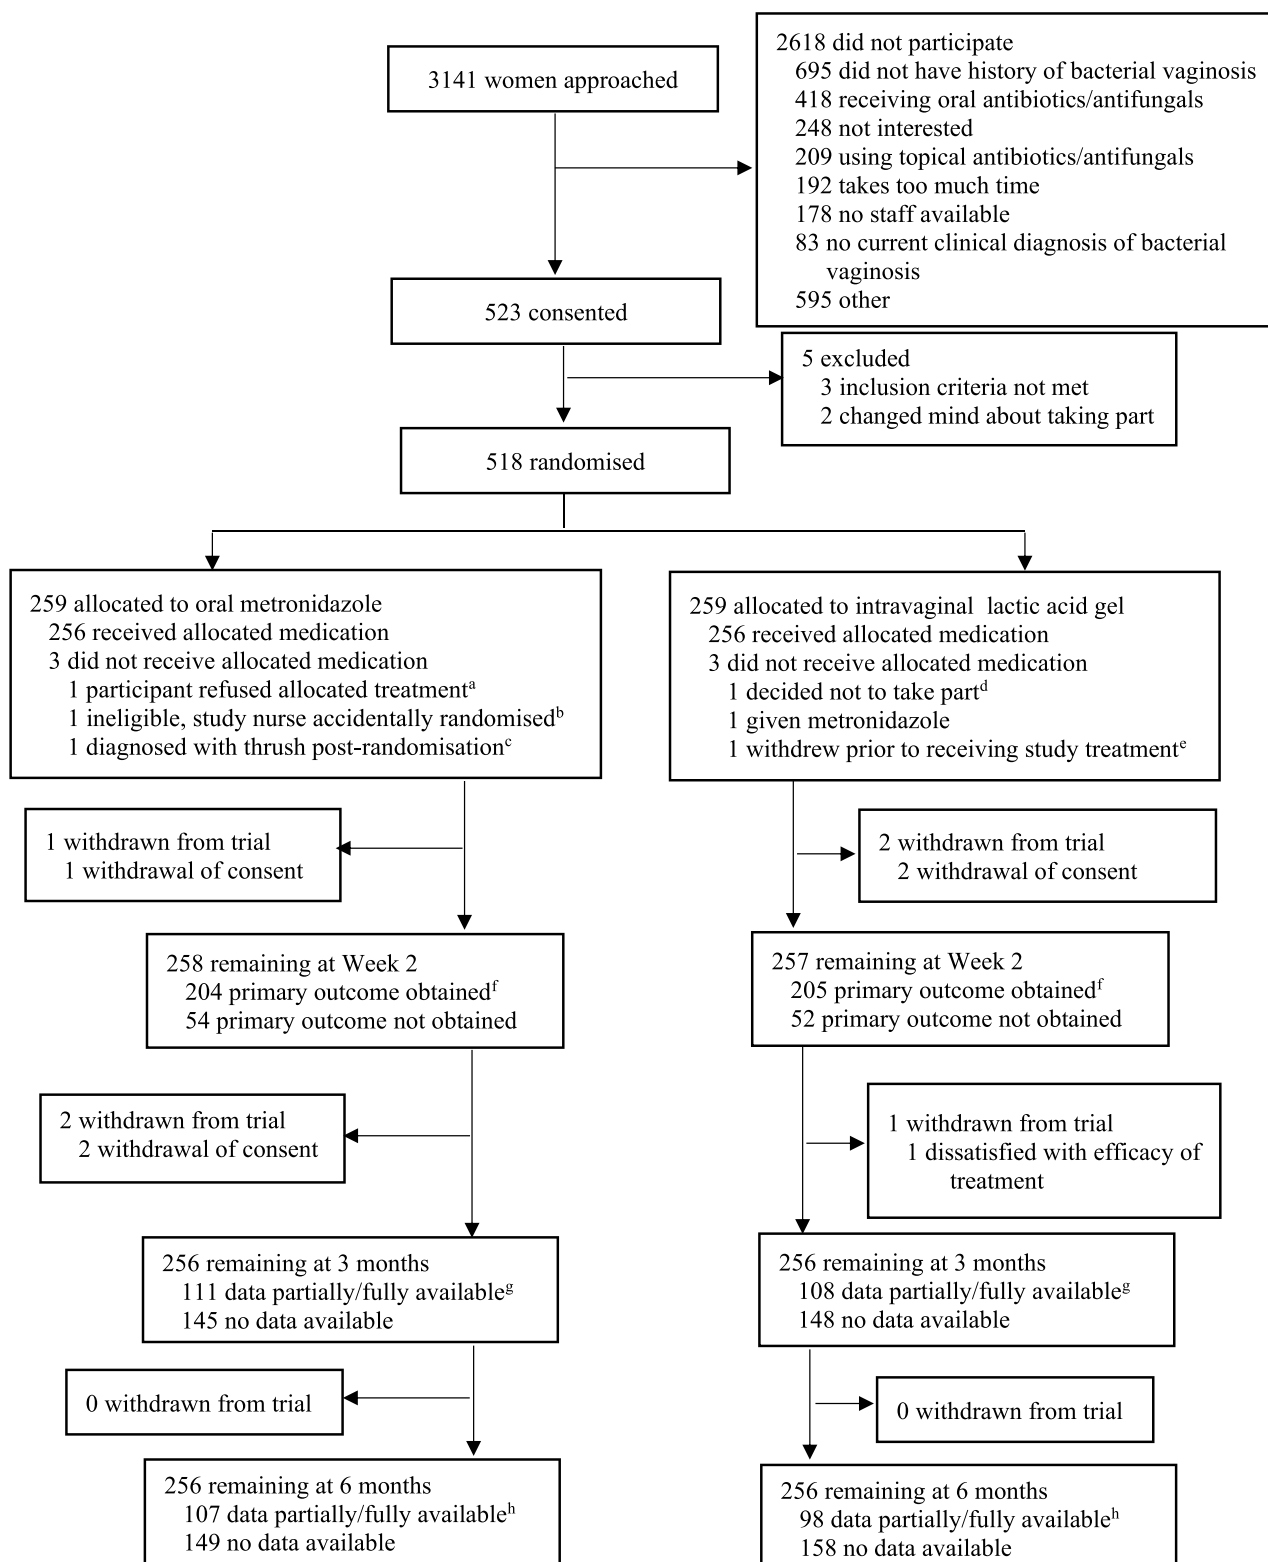 3141 women approached
2618 did not participate
695 did not have history of bacterial vaginosis
418 receiving oral antibiotics/antifungals
248 not interested
209 using topical antibiotics/antifungals
192 takes too much time
178 no staff available
83 no current clinical diagnosis of bacterial
vaginosis
595 other
523 consented
5 excluded
3 inclusion criteria not met
2 changed mind about taking part
518 randomised
259 allocated to oral metronidazole
256 received allocated medication
3 did not receive allocated medication
1 participant refused allocated treatmentᵃ
1 ineligible, study nurse accidentally randomisedᵇ
1 diagnosed with thrush post-randomisationᶜ
259 allocated to intravaginal lactic acid gel
256 received allocated medication
3 did not receive allocated medication
1 decided not to take partᵈ
1 given metronidazole
1 withdrew prior to receiving study treatmentᵉ
1 withdrawn from trial
1 withdrawal of consent
2 withdrawn from trial
2 withdrawal of consent
258 remaining at Week 2
204 primary outcome obtainedᶠ
54 primary outcome not obtained
257 remaining at Week 2
205 primary outcome obtainedᶠ
52 primary outcome not obtained
2 withdrawn from trial
2 withdrawal of consent
1 withdrawn from trial
1 dissatisfied with efficacy of
treatment
256 remaining at 3 months
111 data partially/fully availableᵍ
145 no data available
256 remaining at 3 months
108 data partially/fully availableᵍ
148 no data available
0 withdrawn from trial
0 withdrawn from trial
256 remaining at 6 months
107 data partially/fully availableʰ
149 no data available
256 remaining at 6 months
98 data partially/fully availableʰ
158 no data available